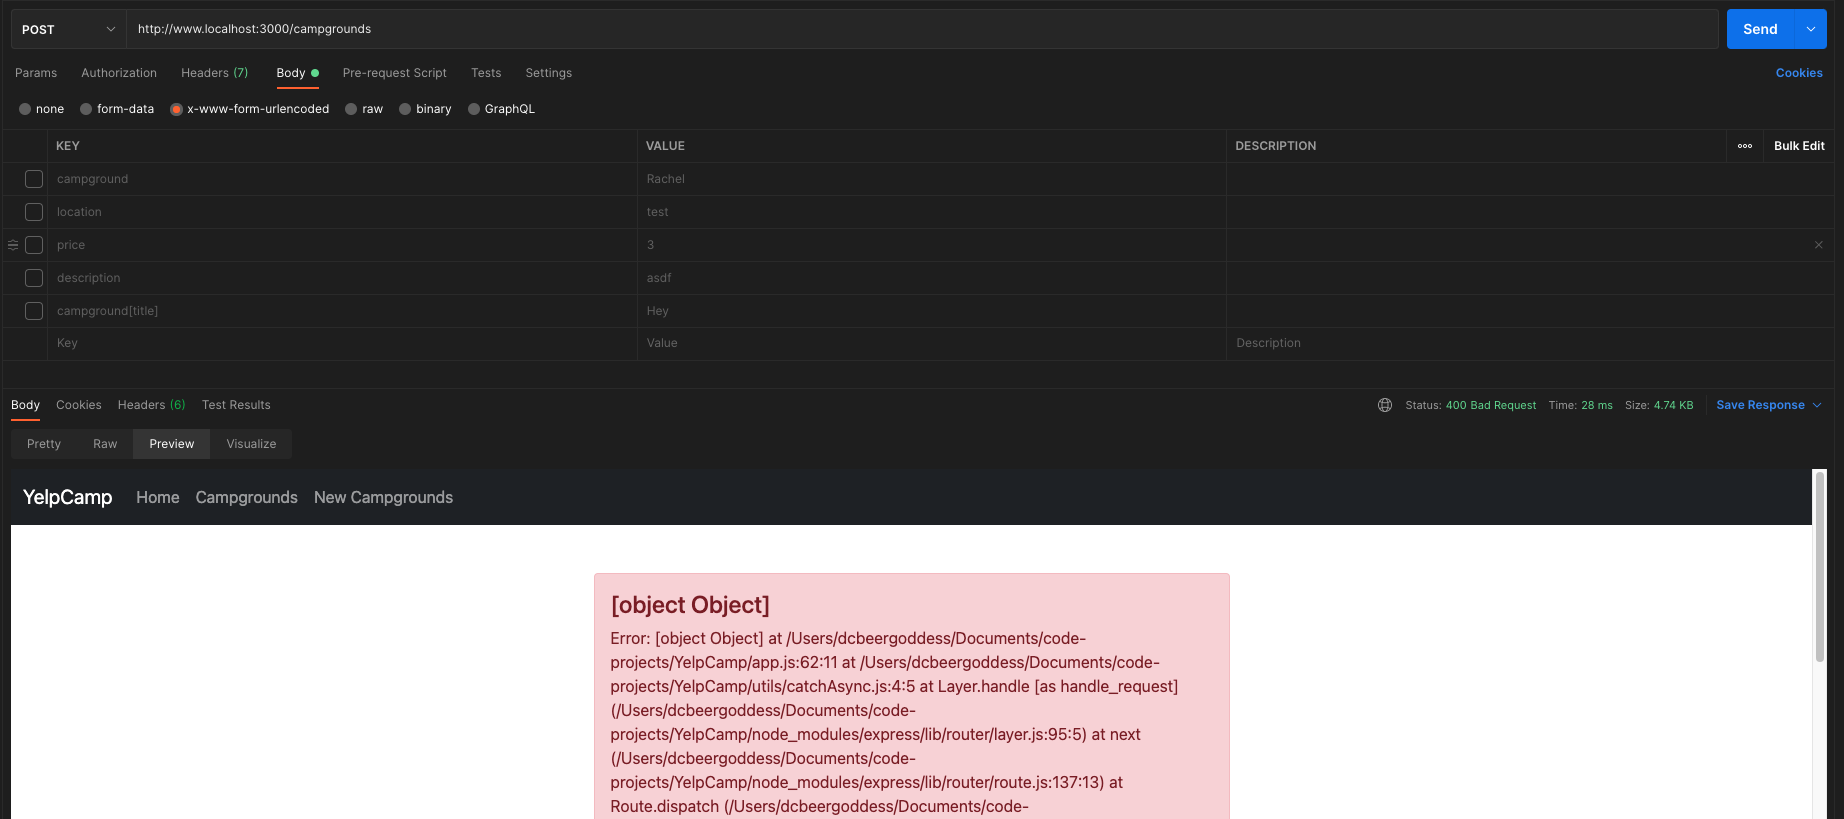 POST http://www.localhost:3000/campgrounds Send
Params Authorization Headers (7) Body Pre-request Script Tests Settings Cookies
none form-data x-www-form-urlencoded raw binary GraphQL
KEY VALUE DESCRIPTION ooo Bulk Edit
campground Rachel
location test
price 3
description asdf
campground[title] Hey
Key Value Description
Body Cookies Headers (6) Test Results Status: 400 Bad Request Time: 28 ms Size: 4.74 KB Save Response
Pretty Raw Preview Visualize
YelpCamp Home Campgrounds New Campgrounds
[object Object]
Error: [object Object] at /Users/dcbeergoddess/Documents/code-
projects/YelpCamp/app.js:62:11 at /Users/dcbeergoddess/Documents/code-
projects/YelpCamp/utils/catchAsync.js:4:5 at Layer.handle [as handle_request]
(/Users/dcbeergoddess/Documents/code-
projects/YelpCamp/node_modules/express/lib/router/layer.js:95:5) at next
(/Users/dcbeergoddess/Documents/code-
projects/YelpCamp/node_modules/express/lib/router/route.js:137:13) at
Route.dispatch (/Users/dcbeergoddess/Documents/code-